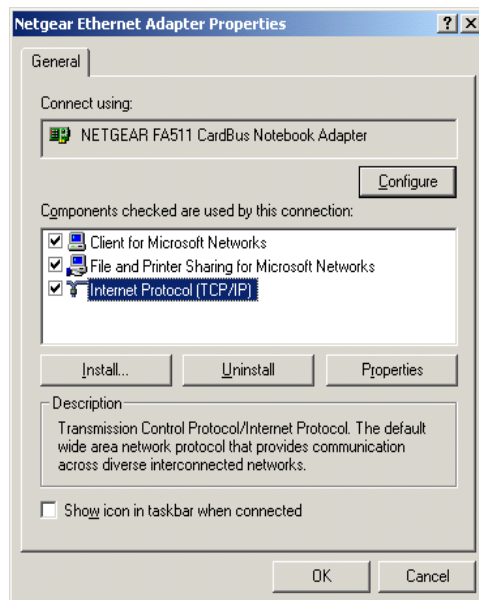 Netgear Ethernet Adapter Properties
General
Connect using:
NETGEAR FA511 CardBus Notebook Adapter
Configure
Components checked are used by this connection:
Client for Microsoft Networks
File and Printer Sharing for Microsoft Networks
Internet Protocol (TCP/IP)
Install... Uninstall Properties
Description
Transmission Control Protocol/Internet Protocol. The default
wide area network protocol that provides communication
across diverse interconnected networks.
Show icon in taskbar when connected
OK Cancel